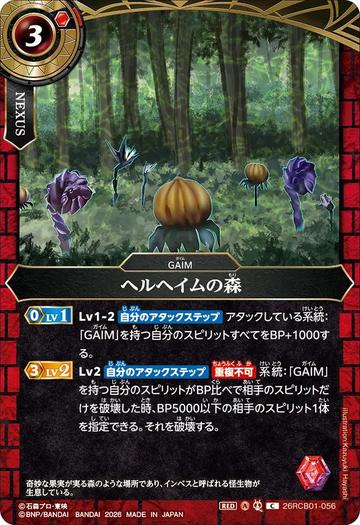 3
NEXUS
GAIM
ヘルヘイムの森
0 LV1 Lv1-2 自分のアタックステップ アタックしている系統:
「GAIM」を持つ自分のスピリットすべてをBP+1000す
る。
3 LV2 Lv2 自分のアタックステップ 重複不可 系統:「GAIM」
を持つ自分のスピリットがBP比べで相手のスピリットだ
けを破壊した時、BP5000以下の相手のスピリット1体
を指定できる。それを破壊する。
奇妙な果実が実る森のような場所であり、インベスと呼ばれる怪生物が
生息している。
Illustration:Kazuyuki Hayashi
RED A C 26RCB01-056
©石森プロ・東映
©BNP/BANDAI BANDAI 2026 MADE IN JAPAN